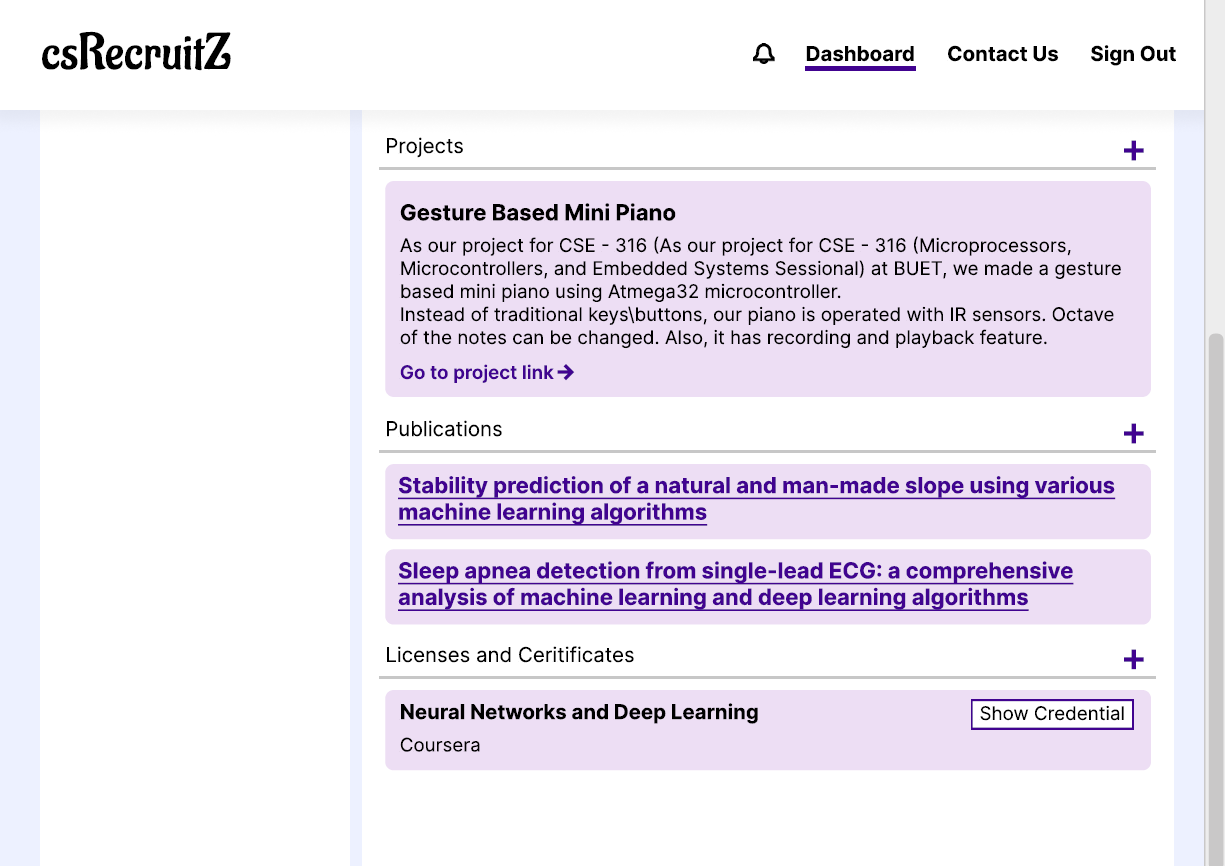 csRecruitZ
Dashboard
Contact Us
Sign Out
Projects
Gesture Based Mini Piano
As our project for CSE - 316 (As our project for CSE - 316 (Microprocessors,
Microcontrollers, and Embedded Systems Sessional) at BUET, we made a gesture
based mini piano using Atmega32 microcontroller.
Instead of traditional keys\buttons, our piano is operated with IR sensors. Octave
of the notes can be changed. Also, it has recording and playback feature.
Go to project link
Publications
Stability prediction of a natural and man-made slope using various
machine learning algorithms
Sleep apnea detection from single-lead ECG: a comprehensive
analysis of machine learning and deep learning algorithms
Licenses and Ceritificates
Neural Networks and Deep Learning
Show Credential
Coursera